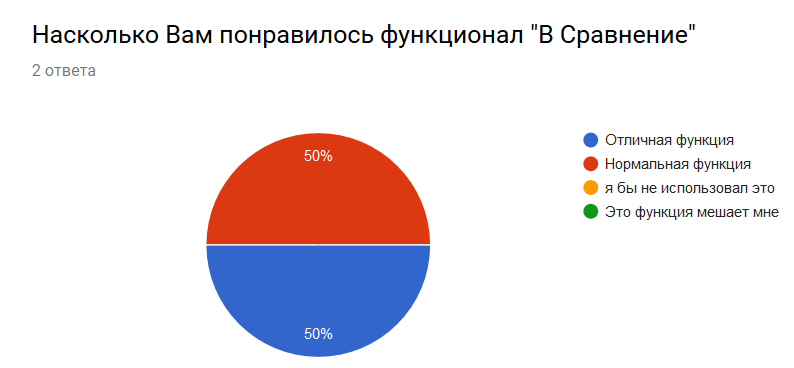 Насколько Вам понравилось функционал "В Сравнение"
2 ответа
50%
50%
Отличная функция
Нормальная функция
я бы не использовал это
Это функция мешает мне